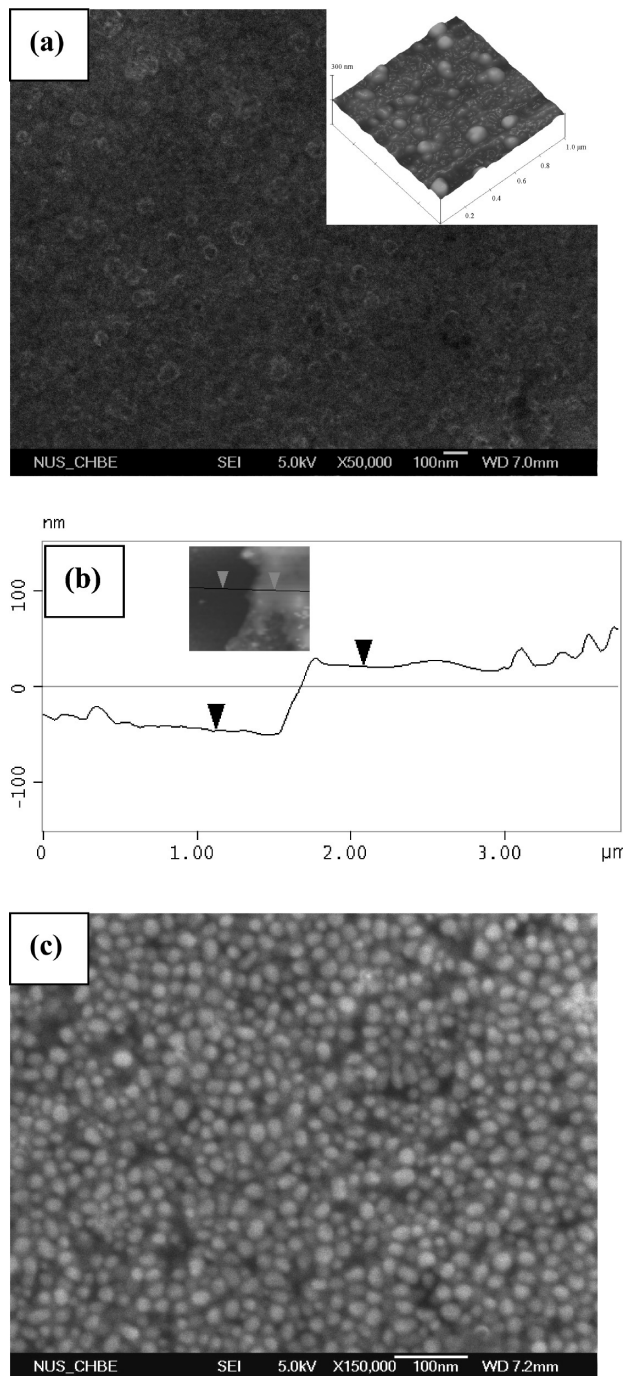 (a)
300 nm
1.0 µm
0.8
0.6
0.4
0.2
NUS_CHBE SEI 5.0kV X50,000 100nm WD 7.0mm
nm
(b)
100
0
-100
0 1.00 2.00 3.00 µm
(c)
NUS_CHBE SEI 5.0kV X150,000 100nm WD 7.2mm